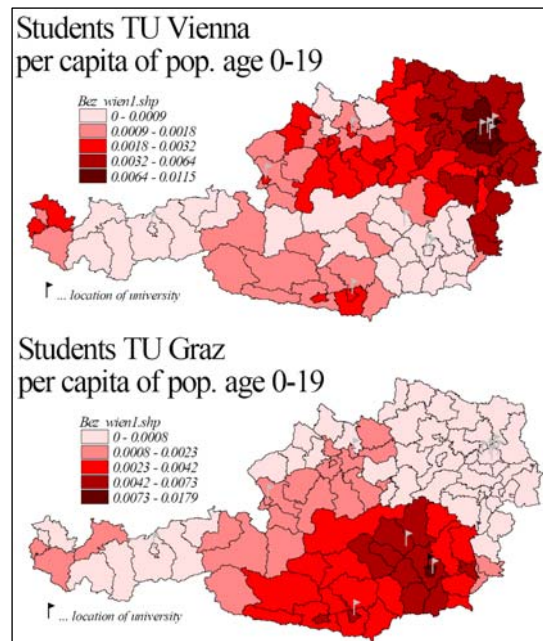 Students TU Vienna
per capita of pop. age 0-19
Bez_wien1.shp
0 - 0.0009
0.0009 - 0.0018
0.0018 - 0.0032
0.0032 - 0.0064
0.0064 - 0.0115
... location of university
Students TU Graz
per capita of pop. age 0-19
Bez_wien1.shp
0 - 0.0008
0.0008 - 0.0023
0.0023 - 0.0042
0.0042 - 0.0073
0.0073 - 0.0179
... location of university